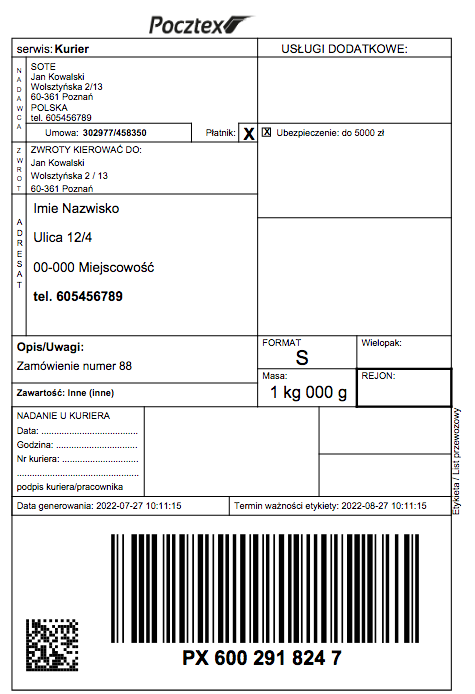 Pocztex
serwis: Kurier
USŁUGI DODATKOWE:
NADAWCA
SOTE
Jan Kowalski
Wolsztyńska 2/13
60-361 Poznań
POLSKA
tel. 605456789
Umowa: 302977/458350
Płatnik: X
X Ubezpieczenie: do 5000 zł
ZWROT
ZWROTY KIEROWAĆ DO:
Jan Kowalski
Wolsztyńska 2 / 13
60-361 Poznań
ADRESAT
Imie Nazwisko
Ulica 12/4
00-000 Miejscowość
tel. 605456789
Opis/Uwagi:
Zamówienie numer 88
Zawartość: Inne (inne)
FORMAT
S
Wielopak:
Masa:
1 kg 000 g
REJON:
NADANIE U KURIERA
Data: ....................................
Godzina: ................................
Nr kuriera: .............................
..............................................
podpis kuriera/pracownika
Etykieta / List przewozowy
Data generowania: 2022-07-27 10:11:15
Termin ważności etykiety: 2022-08-27 10:11:15
PX 600 291 824 7